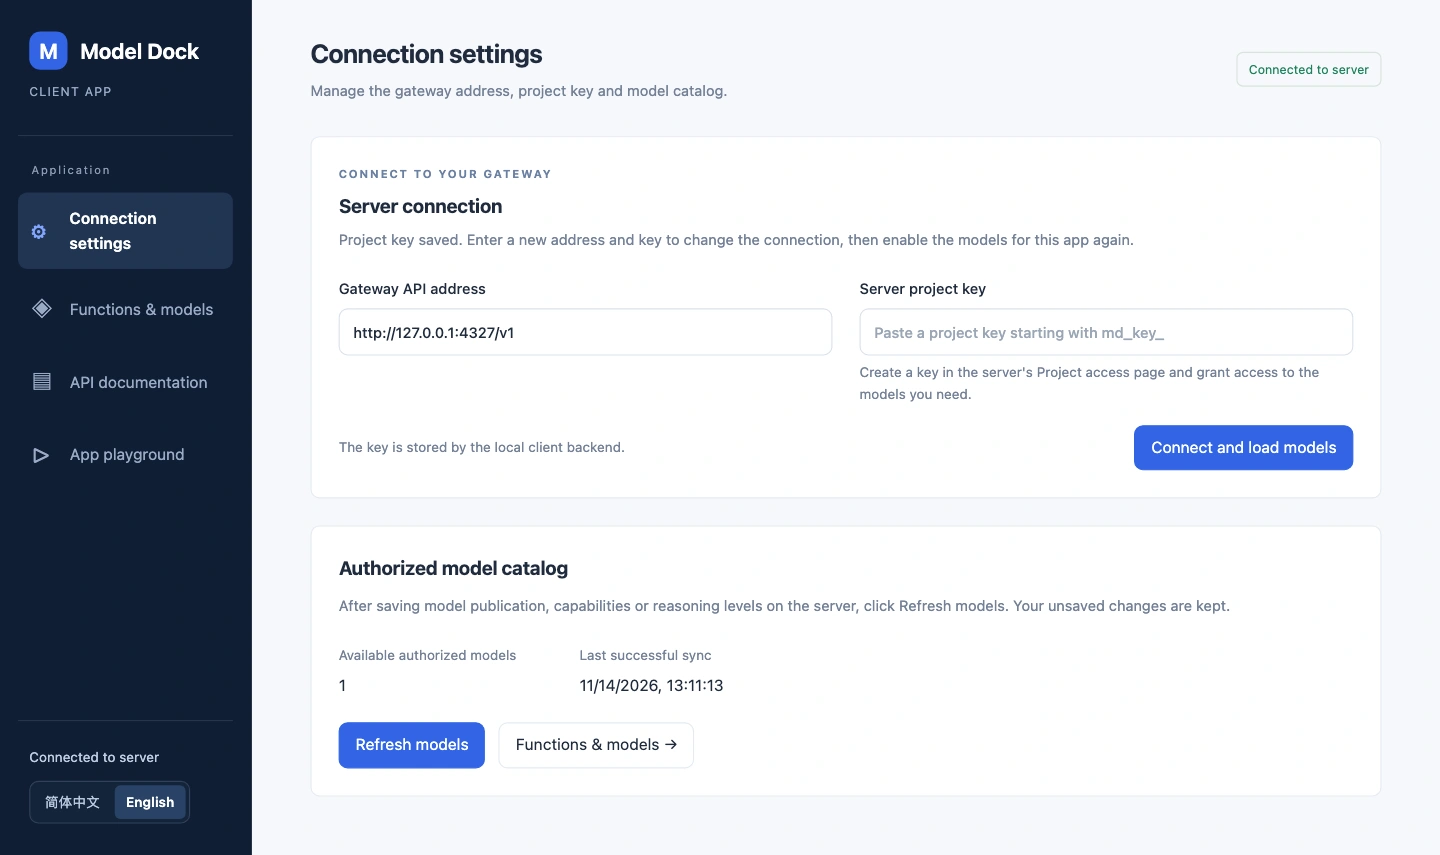 M
Model Dock
CLIENT APP
Application
Connection
settings
Functions & models
API documentation
App playground
Connected to server
简体中文
English
Connection settings
Manage the gateway address, project key and model catalog.
Connected to server
CONNECT TO YOUR GATEWAY
Server connection
Project key saved. Enter a new address and key to change the connection, then enable the models for this app again.
Gateway API address
http://127.0.0.1:4327/v1
Server project key
Paste a project key starting with md_key_
Create a key in the server's Project access page and grant access to the
models you need.
The key is stored by the local client backend.
Connect and load models
Authorized model catalog
After saving model publication, capabilities or reasoning levels on the server, click Refresh models. Your unsaved changes are kept.
Available authorized models
1
Last successful sync
11/14/2026, 13:11:13
Refresh models
Functions & models →